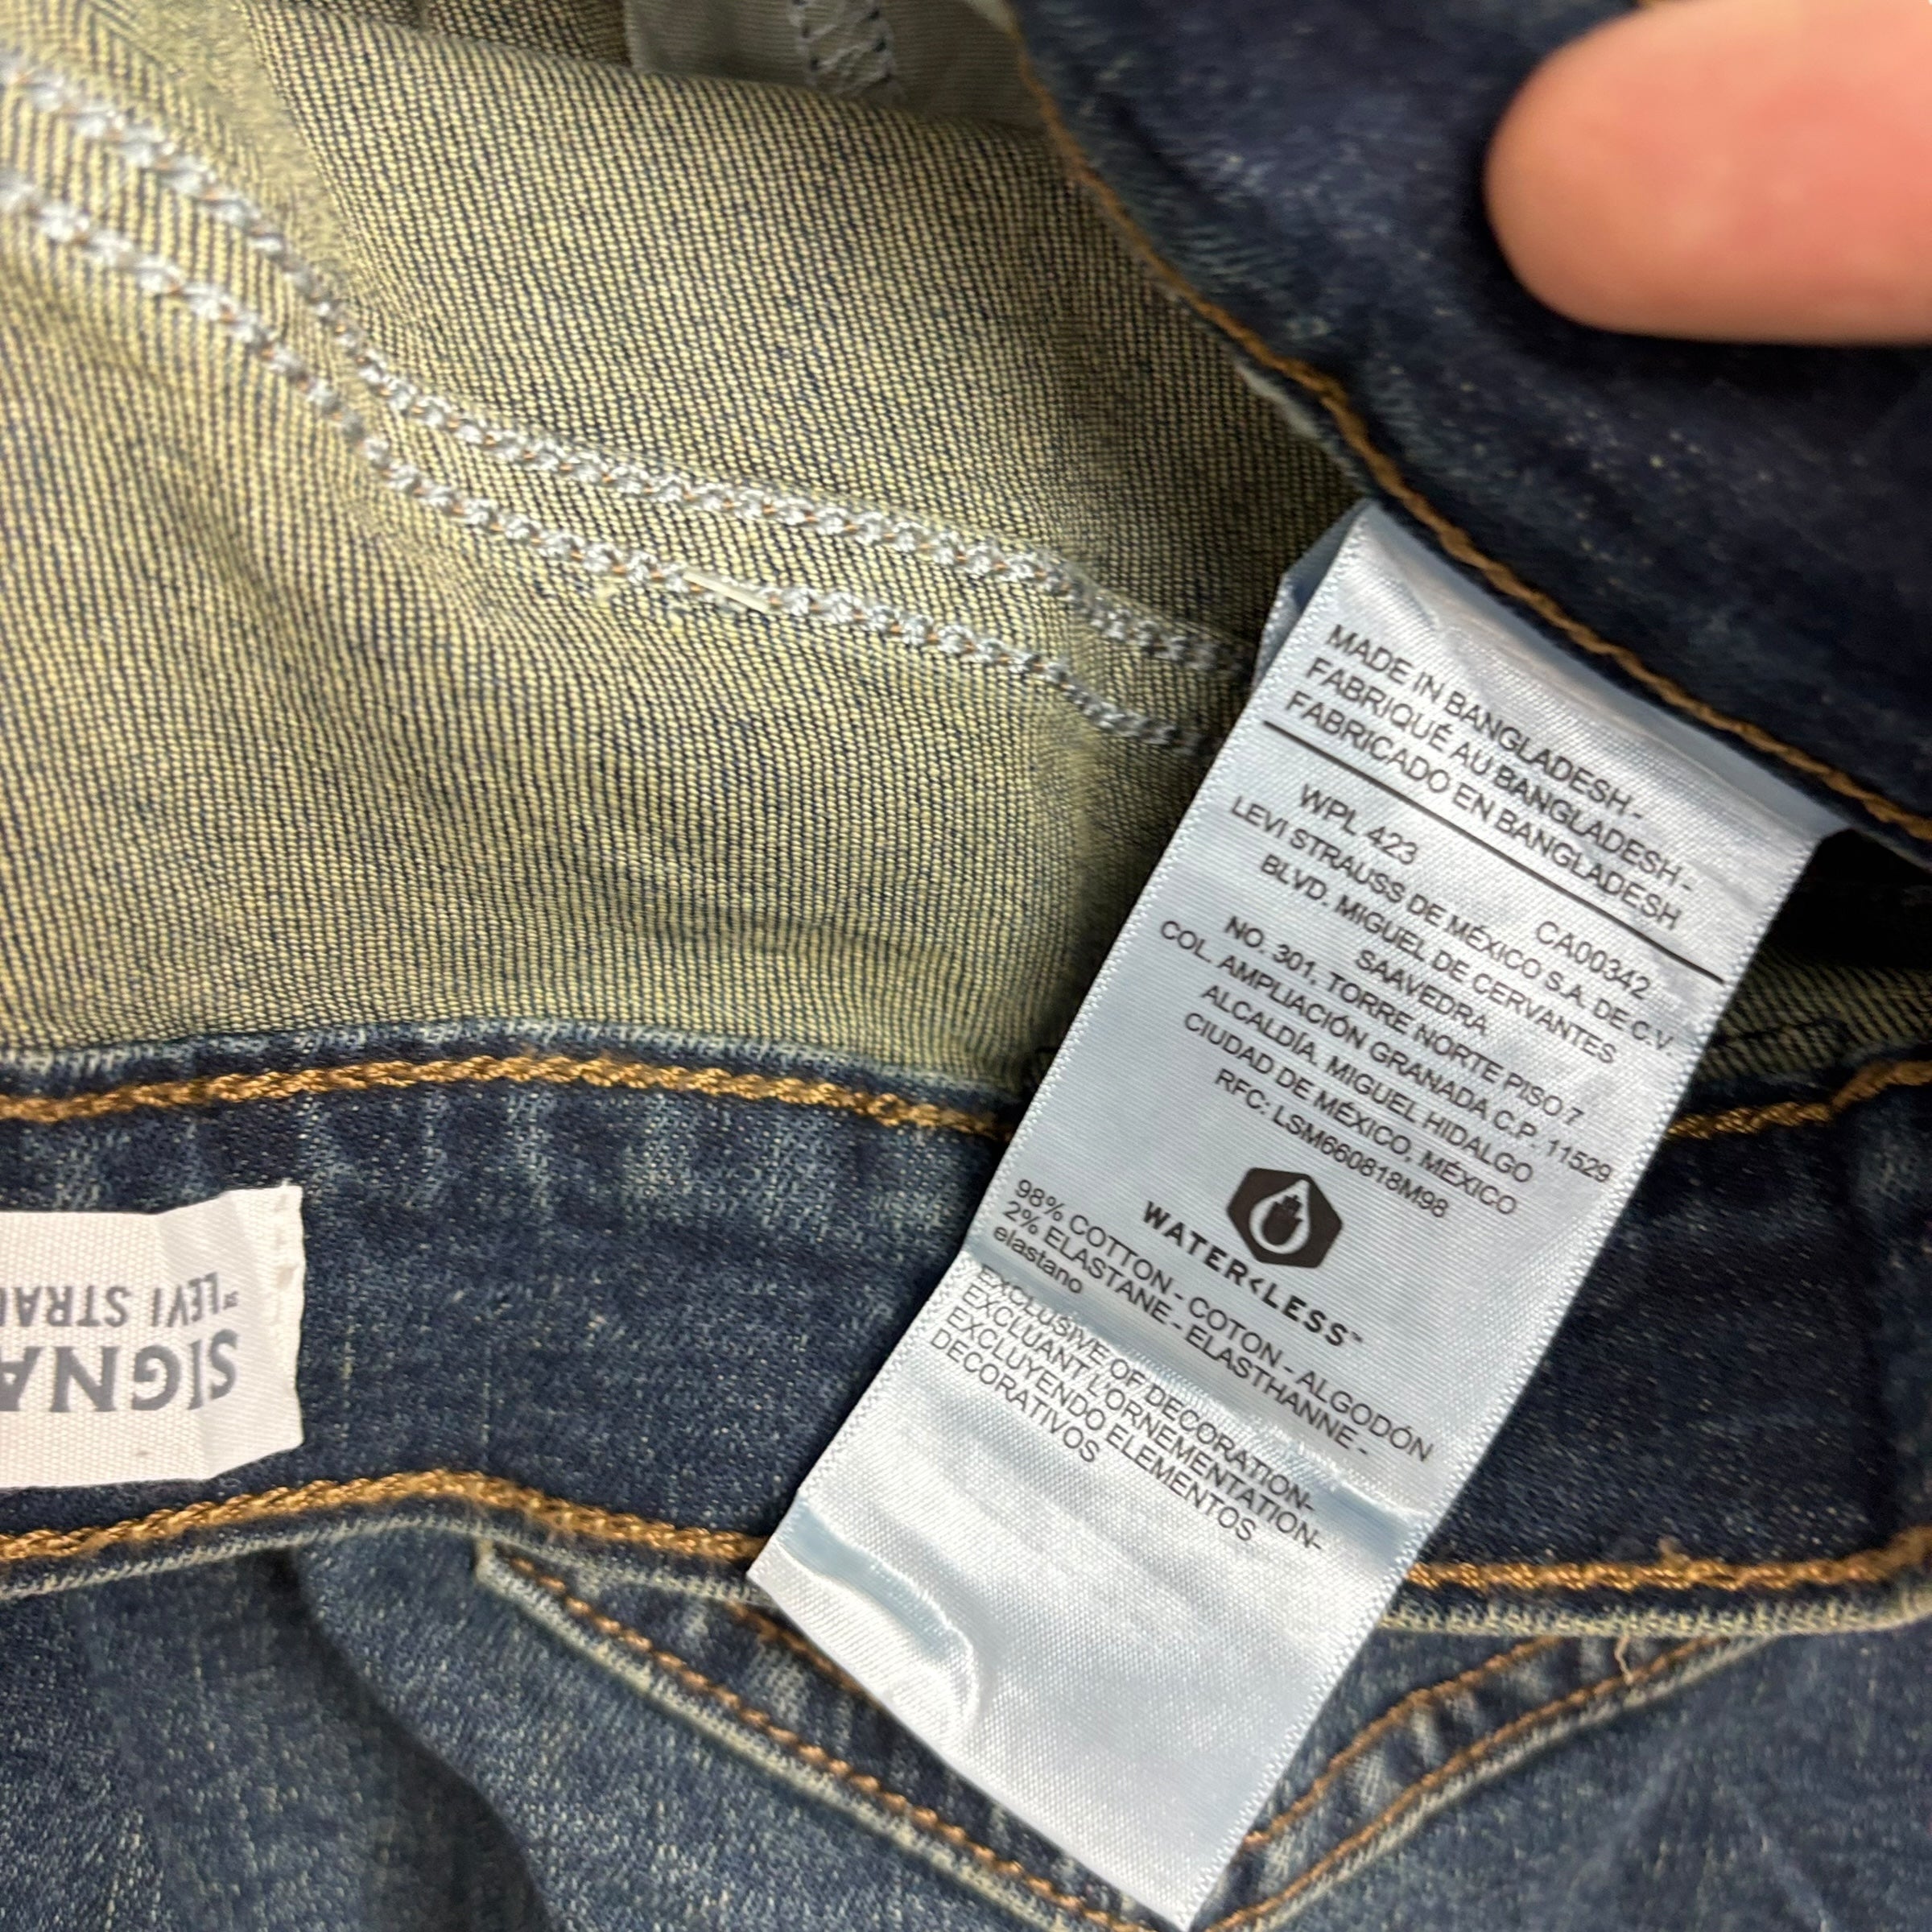 MADE IN BANGLADESH -
FABRIQUÉ AU BANGLADESH -
FABRICADO EN BANGLADESH
WPL 423 CA00342
LEVI STRAUSS DE MÉXICO S.A. DE C.V.
BLVD. MIGUEL DE CERVANTES
SAAVEDRA
NO. 301, TORRE NORTE PISO 7
COL. AMPLIACIÓN GRANADA C.P. 11529
ALCALDÍA. MIGUEL HIDALGO
CIUDAD DE MÉXICO, MÉXICO
RFC: LSM660818M98
WATER<LESS™
98% COTTON - COTON - ALGODÓN
2% ELASTANE - ELASTHANNE -
elastano
EXCLUSIVE OF DECORATION-
EXCLUANT L'ORNEMENTATION-
EXCLUYENDO ELEMENTOS
DECORATIVOS
SIGNA
LEVI STRAU